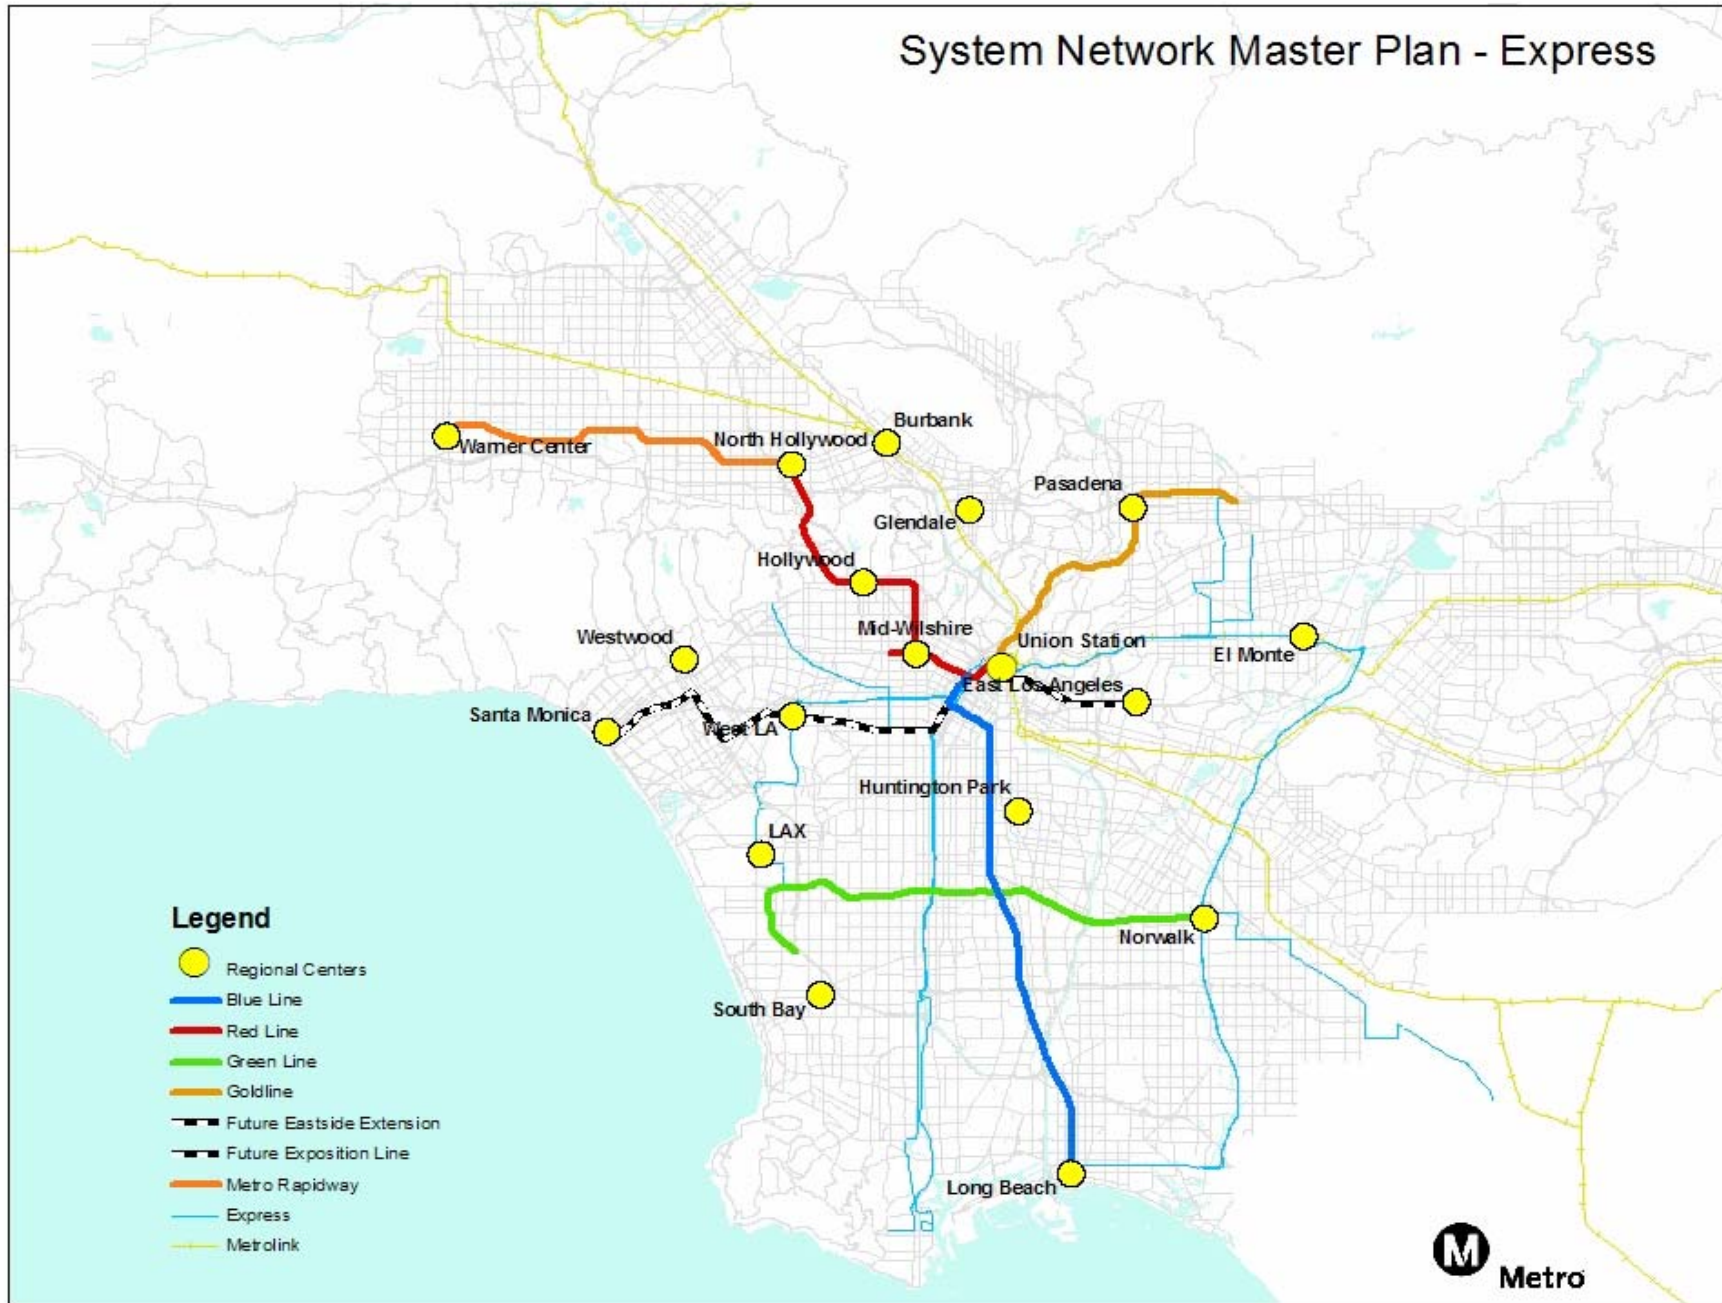 System Network Master Plan - Express
Burbank
North Hollywood
Warner Center
Pasadena
Glendale
Hollywood
Mid-Wilshire
Westwood
Union Station
El Monte
East Los Angeles
Santa Monica
West LA
Huntington Park
LAX
Norwalk
South Bay
Long Beach
Legend
Regional Centers
Blue Line
Red Line
Green Line
Goldline
Future Eastside Extension
Future Exposition Line
Metro Rapidway
Express
Metrolink
M Metro